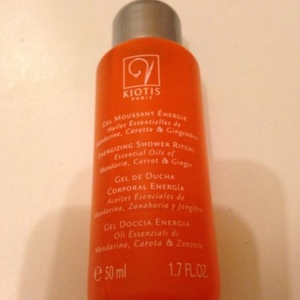 KIOTIS
PARIS
GEL MOUSSANT ÉNERGIE
Huiles Essentielles de
Mandarine, Carotte & Gingembre
ENERGIZING SHOWER RITUAL
Essential Oils of
Mandarin, Carrot & Ginger
GEL DE DUCHA
CORPORAL ENERGÍA
Aceites Esenciales de
Mandarina, Zanahoria y Jengibre
GEL DOCCIA ENERGIA
Oli Essenziali di
Mandarino, Carota & Zenzero
e 50 ml 1.7 FL.OZ.